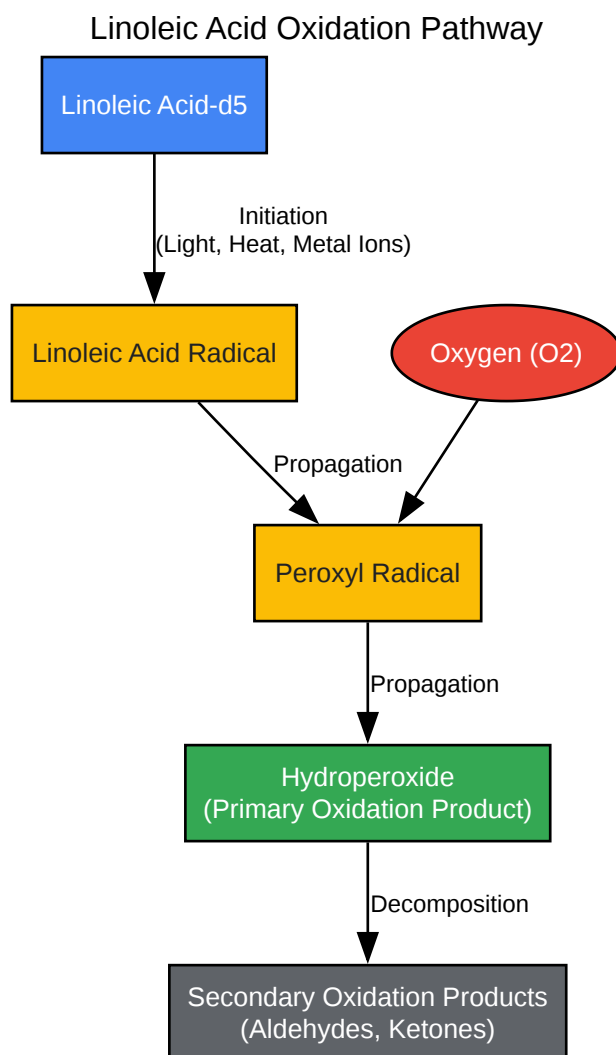 Linoleic Acid Oxidation Pathway
Linoleic Acid-d5
Initiation
(Light, Heat, Metal Ions)
Linoleic Acid Radical
Oxygen (O2)
Propagation
Peroxyl Radical
Propagation
Hydroperoxide
(Primary Oxidation Product)
Decomposition
Secondary Oxidation Products
(Aldehydes, Ketones)